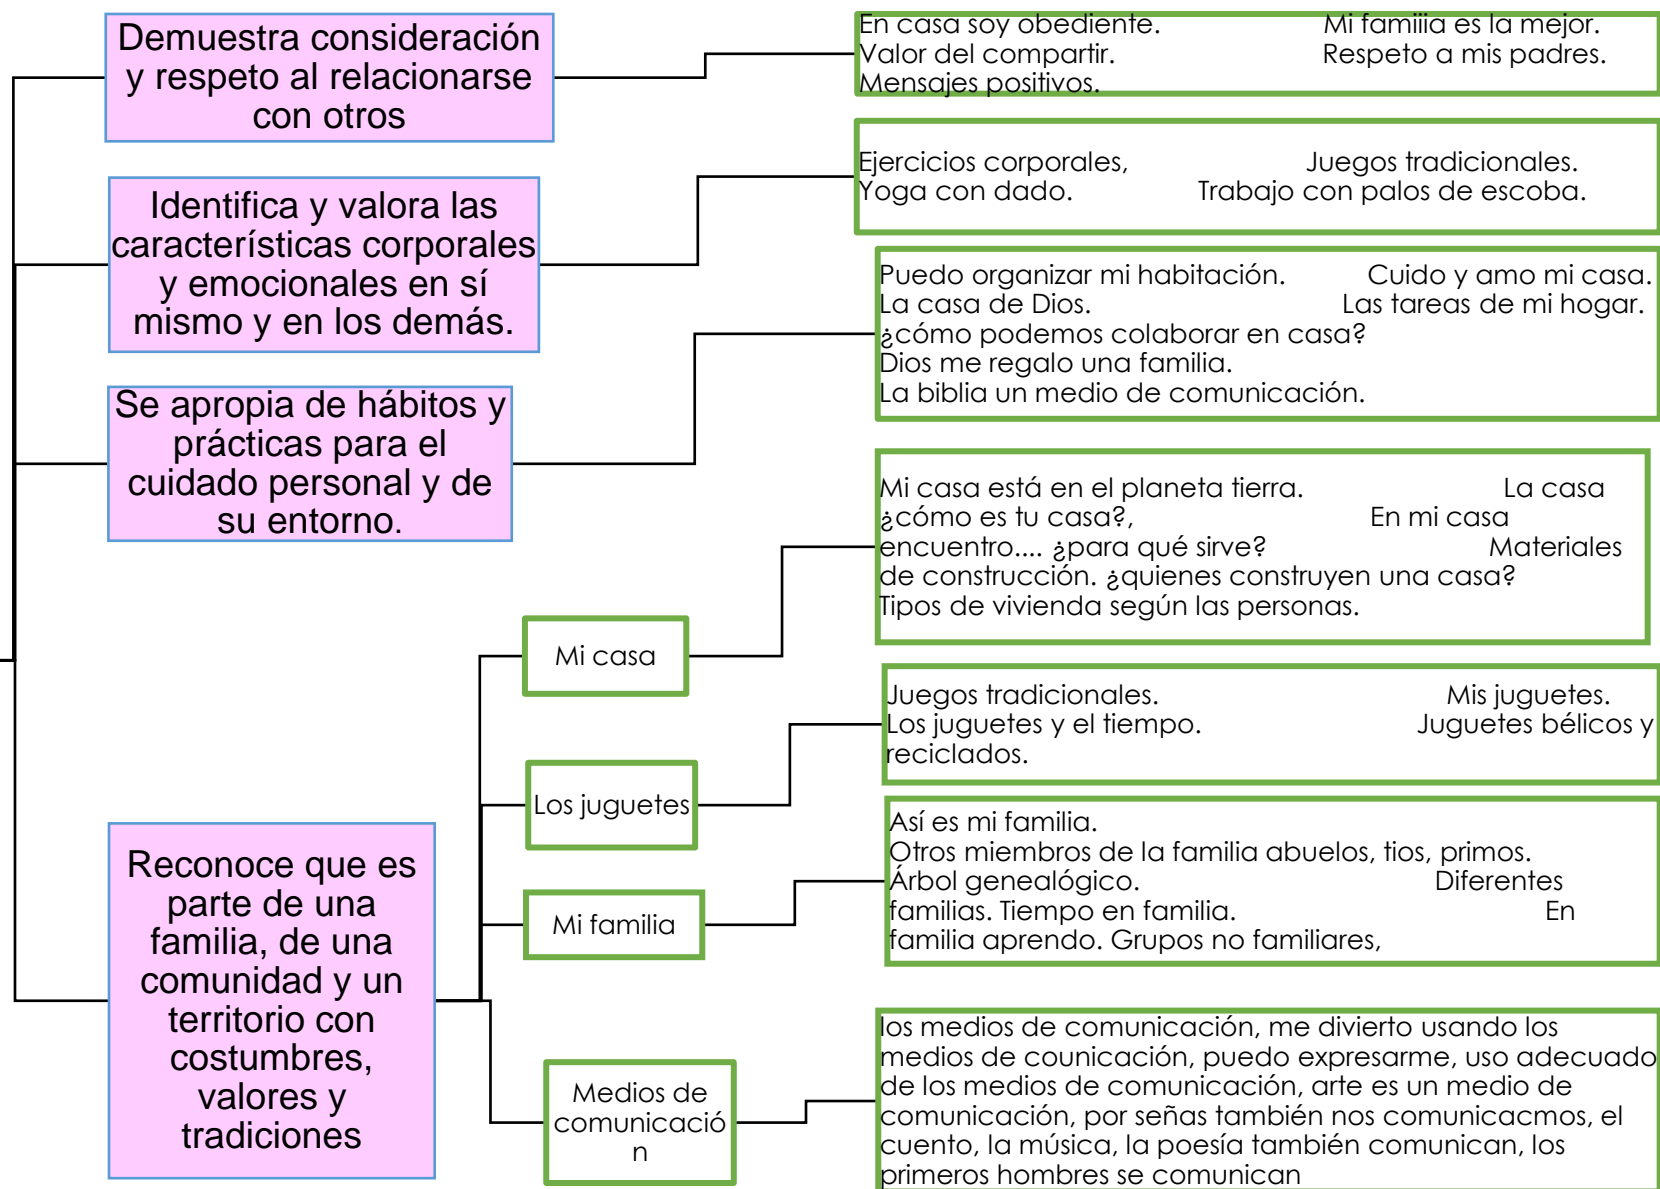 Demuestra consideración
y respeto al relacionarse
con otros
En casa soy obediente. Mi familia es la mejor.
Valor del compartir. Respeto a mis padres.
Mensajes positivos.
Identifica y valora las
características corporales
y emocionales en sí
mismo y en los demás.
Ejercicios corporales, Juegos tradicionales.
Yoga con dado. Trabajo con palos de escoba.
Se apropia de hábitos y
prácticas para el
cuidado personal y de
su entorno.
Puedo organizar mi habitación. Cuido y amo mi casa.
La casa de Dios. Las tareas de mi hogar.
¿cómo podemos colaborar en casa?
Dios me regalo una familia.
La biblia un medio de comunicación.
Reconoce que es
parte de una
familia, de una
comunidad y un
territorio con
costumbres,
valores y
tradiciones
Mi casa
Mi casa está en el planeta tierra. La casa
¿cómo es tu casa?, En mi casa
encuentro.... ¿para qué sirve? Materiales
de construcción. ¿quienes construyen una casa?
Tipos de vivienda según las personas.
Los juguetes
Juegos tradicionales. Mis juguetes.
Los juguetes y el tiempo. Juguetes bélicos y
reciclados.
Mi familia
Así es mi familia.
Otros miembros de la familia abuelos, tios, primos.
Árbol genealógico. Diferentes
familias. Tiempo en familia. En
familia aprendo. Grupos no familiares,
Medios de
comunicació
n
los medios de comunicación, me divierto usando los
medios de counicación, puedo expresarme, uso adecuado
de los medios de comunicación, arte es un medio de
comunicación, por señas también nos comunicacmos, el
cuento, la música, la poesía también comunican, los
primeros hombres se comunican